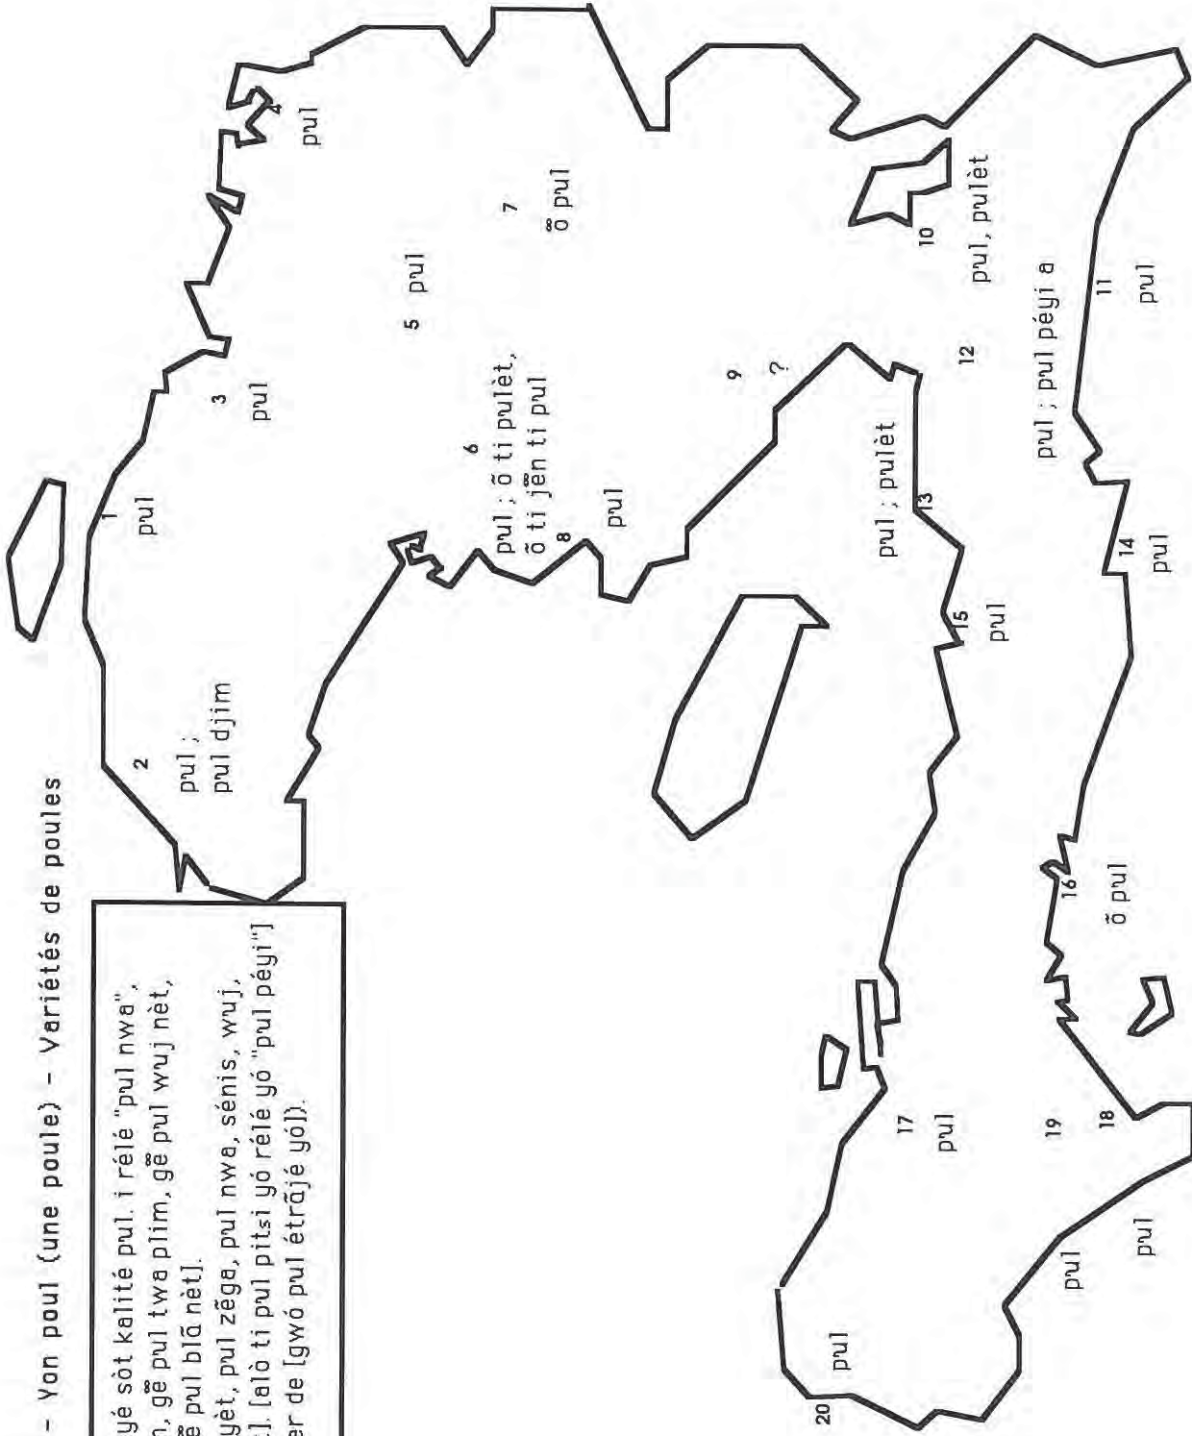 - Yon poul (une poule) - Variétés de poules
yé sòt kalité pul. i rélé "pul nwa",
gẽ pul twa plim, gẽ pul wuj nèt,
pul blã nèt].
yèt, pul zẽga, pul nwa, sénis, wuj,
[alò ti pul pitsi yó rélé yó "pul péyi"]
er de [gwó pul étrãjé yó]).
1
pul
2
pul ;
pul djim
3
pul
4
pul
5 pul
6
pul ; õ ti pulèt,
õ ti jẽn ti pul
7
õ pul
8
pul
9
?
10
pul, pulèt
11
pul
12
pul ; pul péyi a
13
pul ; pulèt
14
pul
15
pul
16
õ pul
17
pul
18
pul
19
pul
20
pul